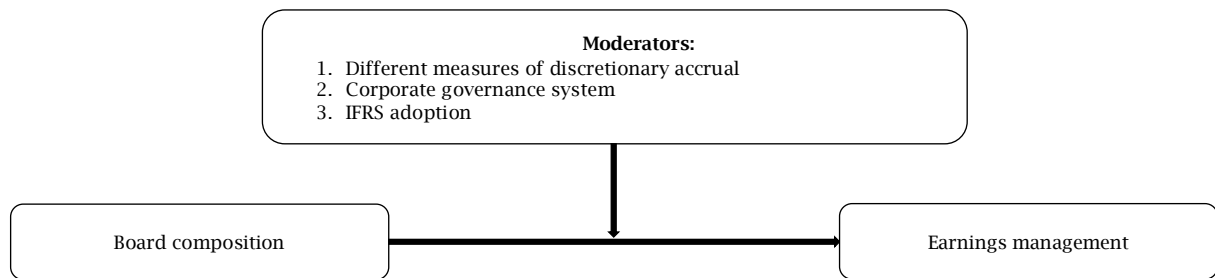 Moderators:
1. Different measures of discretionary accrual
2. Corporate governance system
3. IFRS adoption
Board composition
Earnings management